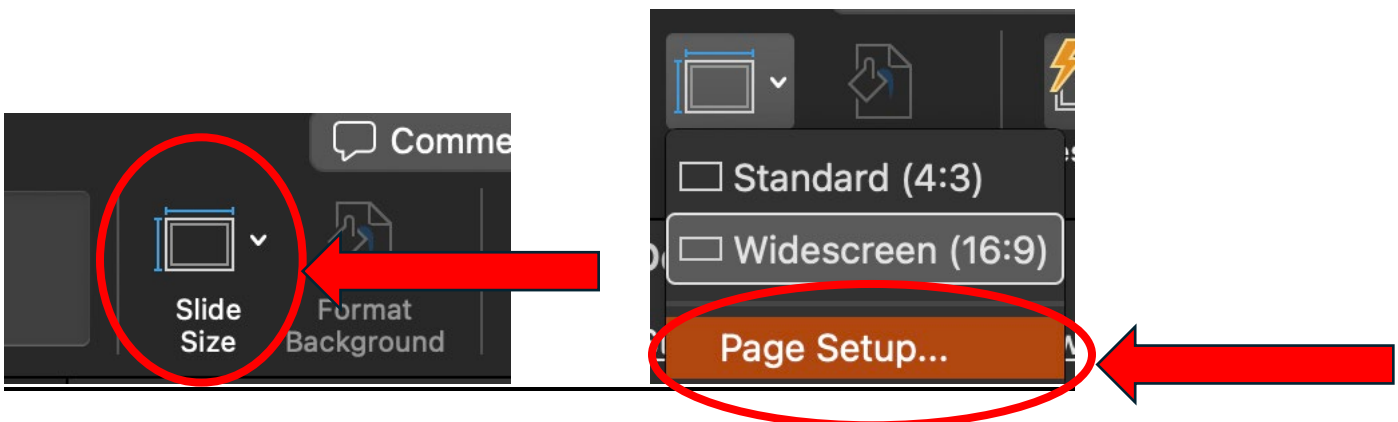 Comme
Slide
Size
Format
Background
Standard (4:3)
Widescreen (16:9)
Page Setup...